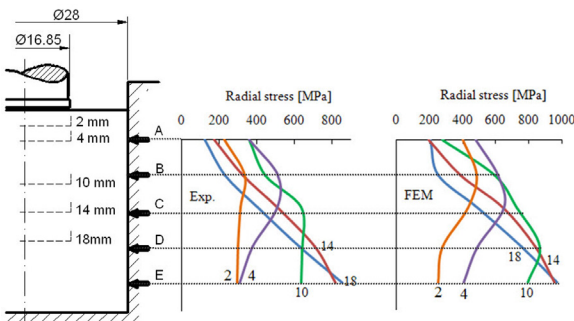 Ø28
Ø16.85
2 mm
4 mm
10 mm
14 mm
18mm
A
B
C
D
E
Radial stress [MPa]
0 200 400 600 800
Exp.
2 4 10 14 18
Radial stress [MPa]
0 200 400 600 800 1000
FEM
2 4 10 18 14